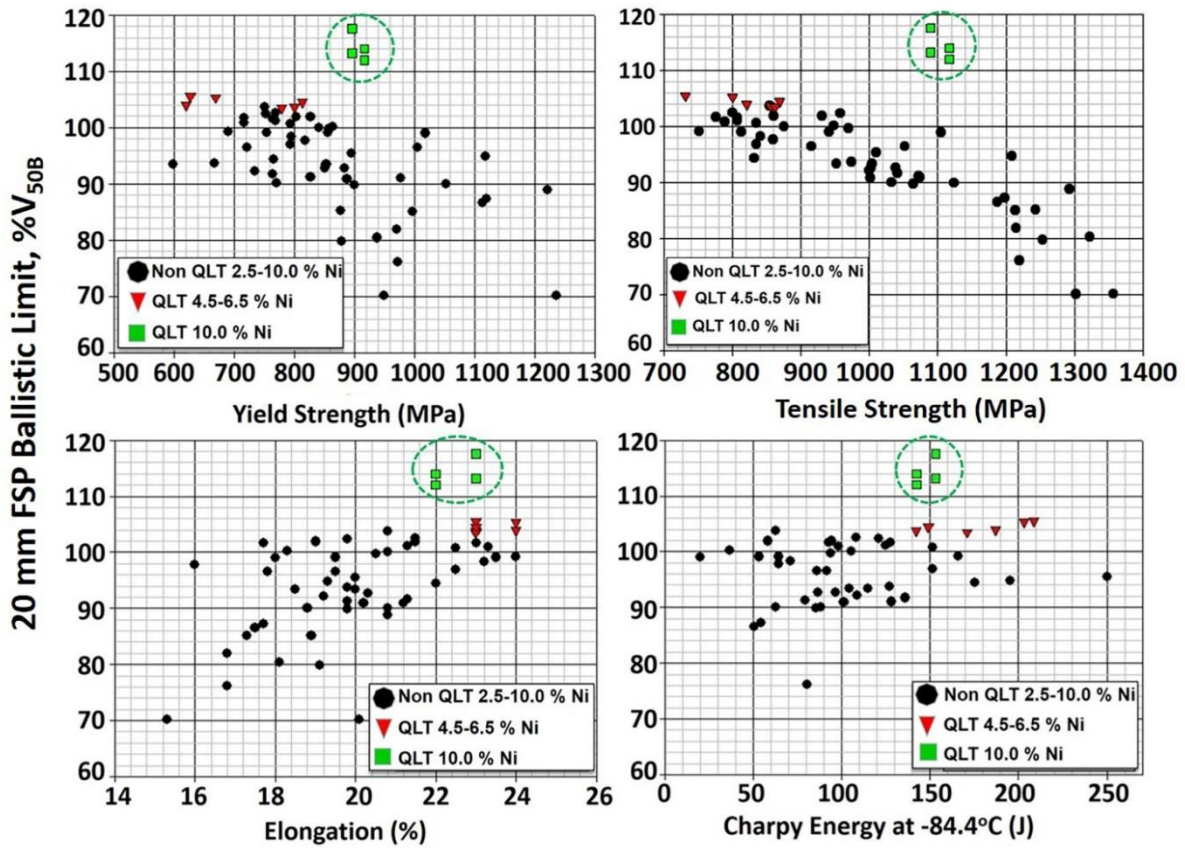 20 mm FSP Ballistic Limit, %V50B
120
110
100
90
80
70
60
Non QLT 2.5-10.0 % Ni
QLT 4.5-6.5 % Ni
QLT 10.0 % Ni
500 600 700 800 900 1000 1100 1200 1300
Yield Strength (MPa)
120
110
100
90
80
70
60
Non QLT 2.5-10.0 % Ni
QLT 4.5-6.5 % Ni
QLT 10.0 % Ni
700 800 900 1000 1100 1200 1300 1400
Tensile Strength (MPa)
120
110
100
90
80
70
60
Non QLT 2.5-10.0 % Ni
QLT 4.5-6.5 % Ni
QLT 10.0 % Ni
14 16 18 20 22 24 26
Elongation (%)
120
110
100
90
80
70
60
Non QLT 2.5-10.0 % Ni
QLT 4.5-6.5 % Ni
QLT 10.0 % Ni
0 50 100 150 200 250
Charpy Energy at -84.4°C (J)